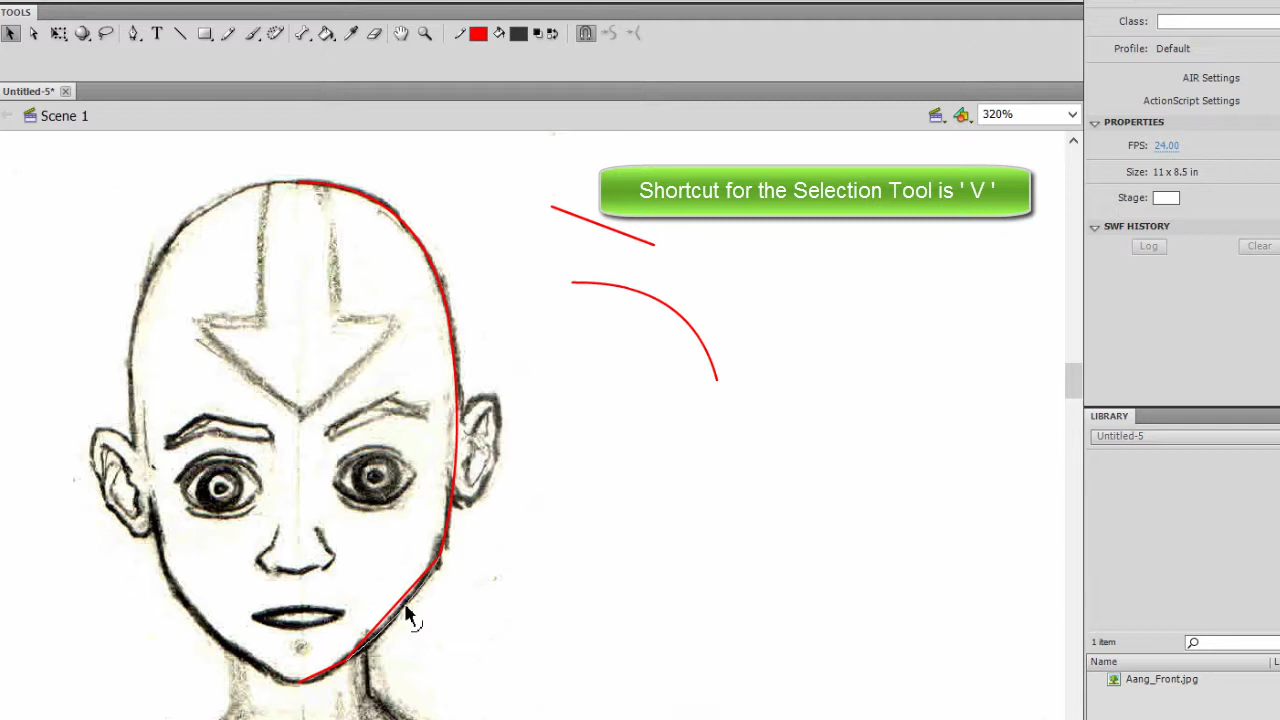 TOOLS
Class:
Profile: Default
AIR Settings
ActionScript Settings
Untitled-5*
Scene 1
320%
PROPERTIES
FPS: 24.00
Size: 11 x 8.5 in
Stage:
SWF HISTORY
Log
Clear
Shortcut for the Selection Tool is ' V '
LIBRARY
Untitled-5
1 item
Name
L
Aang_Front.jpg